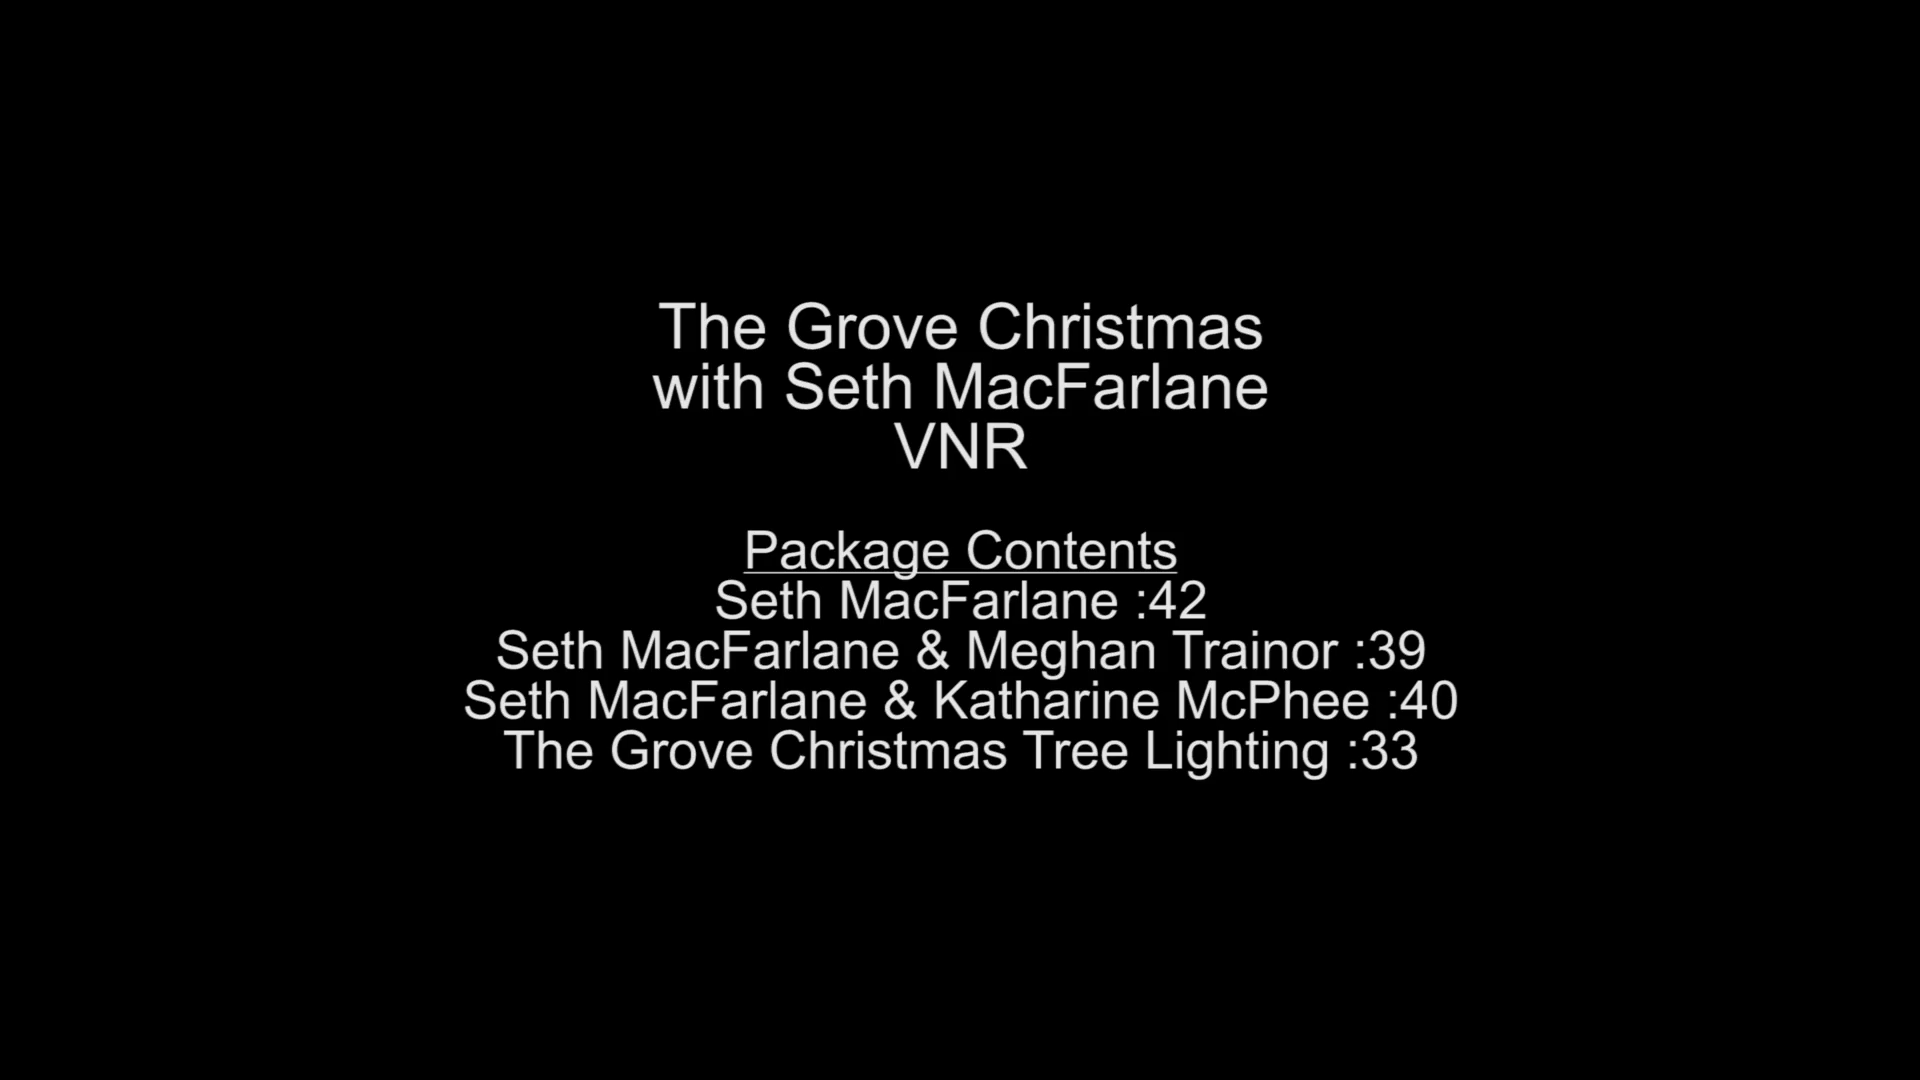 The Grove Christmas
with Seth MacFarlane
VNR
Package Contents
Seth MacFarlane :42
Seth MacFarlane & Meghan Trainor :39
Seth MacFarlane & Katharine McPhee :40
The Grove Christmas Tree Lighting :33